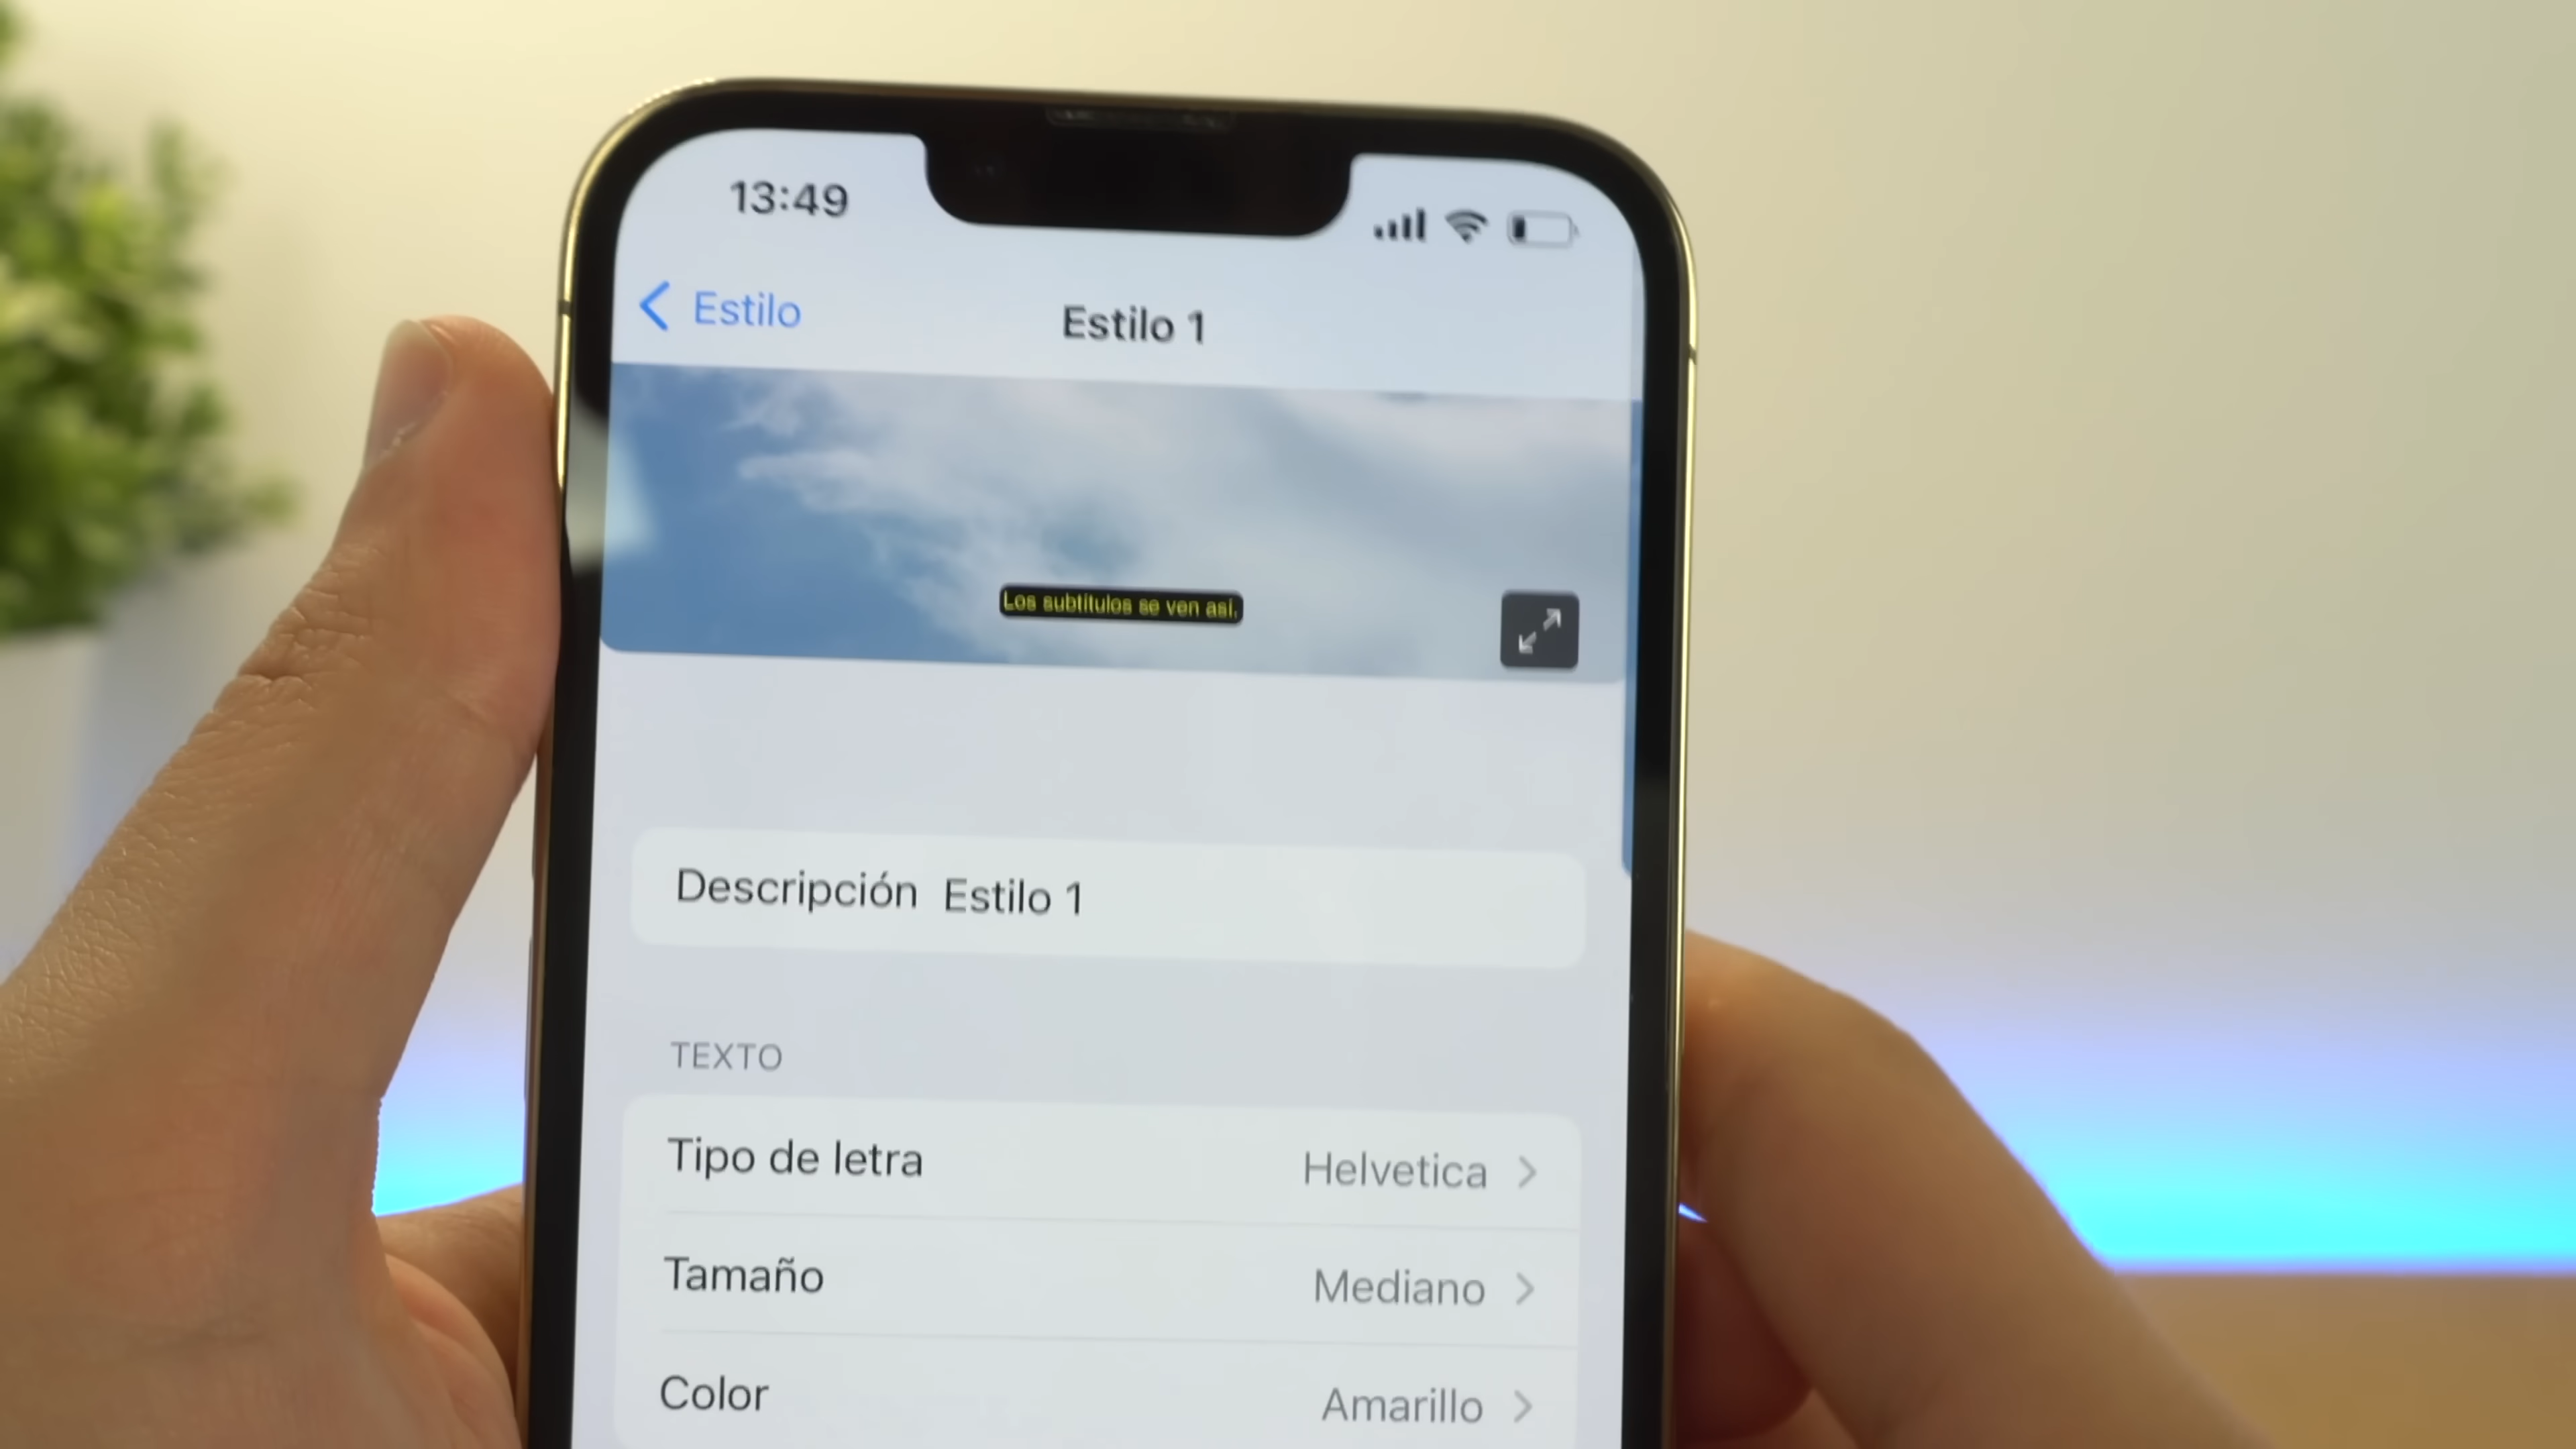 13:49
Estilo
Estilo 1
Los subtítulos se ven así.
Descripción Estilo 1
TEXTO
Tipo de letra Helvetica
Tamaño Mediano
Color Amarillo